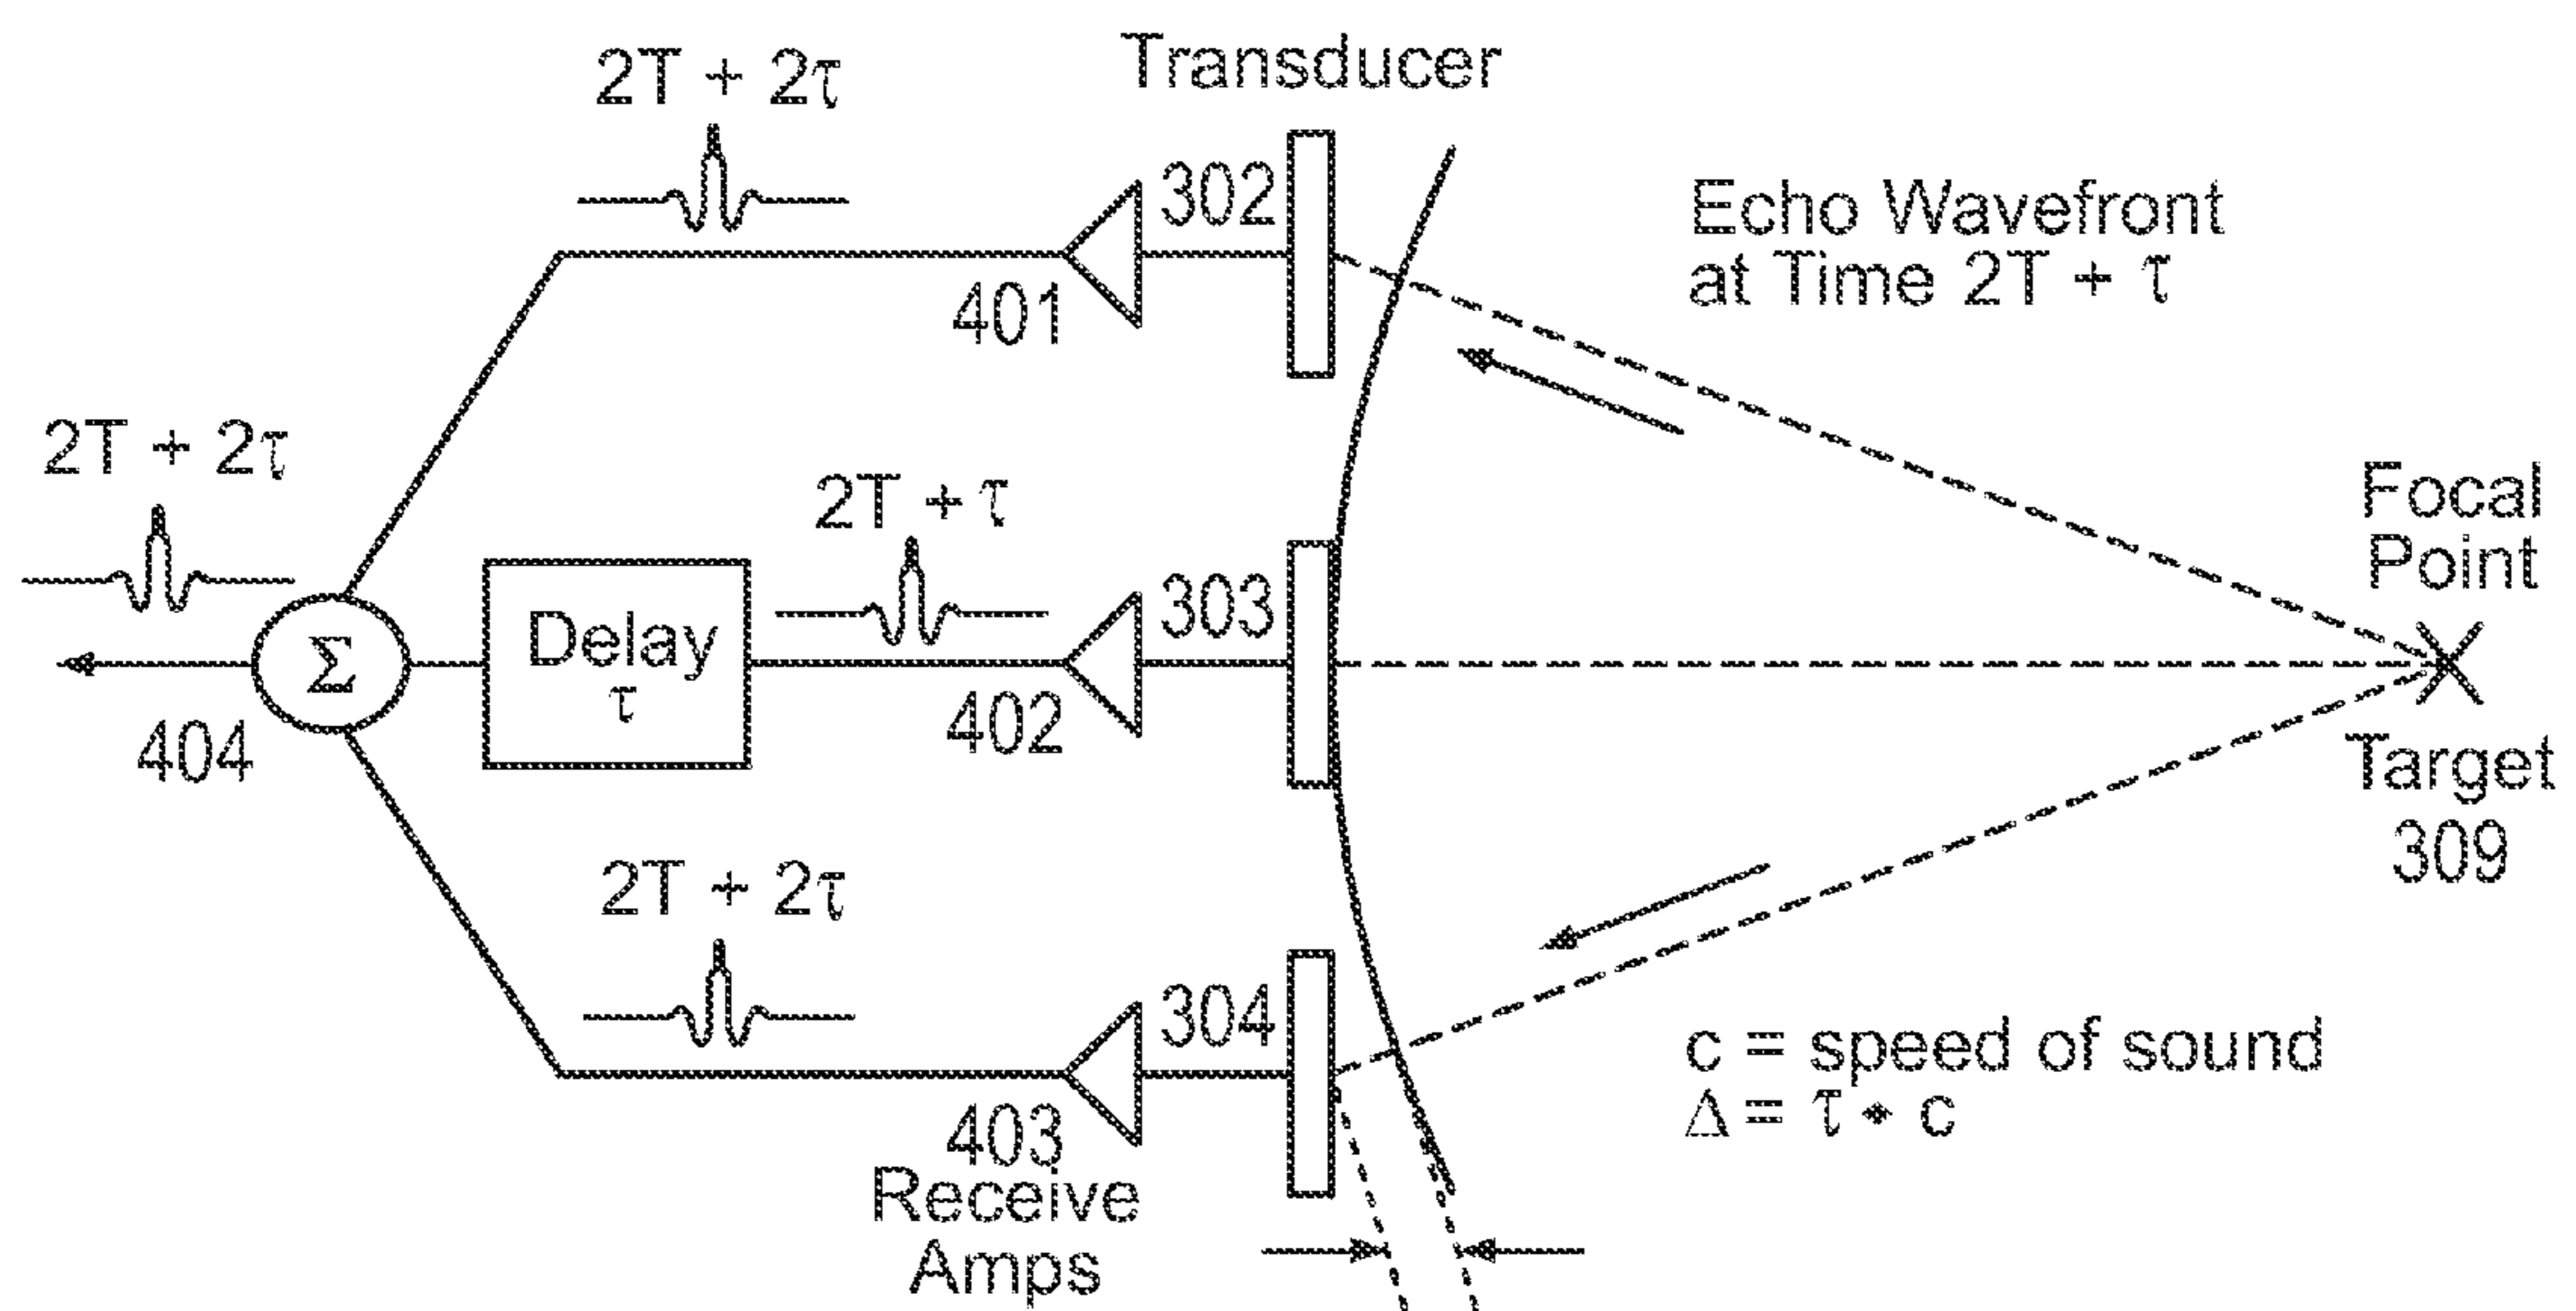 2T + 2τ
Transducer
302
Echo Wavefront
at Time 2T + τ
401
2T + 2τ
2T + τ
Focal
Point
303
Delay
τ
Σ
404
402
Target
309
2T + 2τ
304
c = speed of sound
Δ = τ • c
403
Receive
Amps